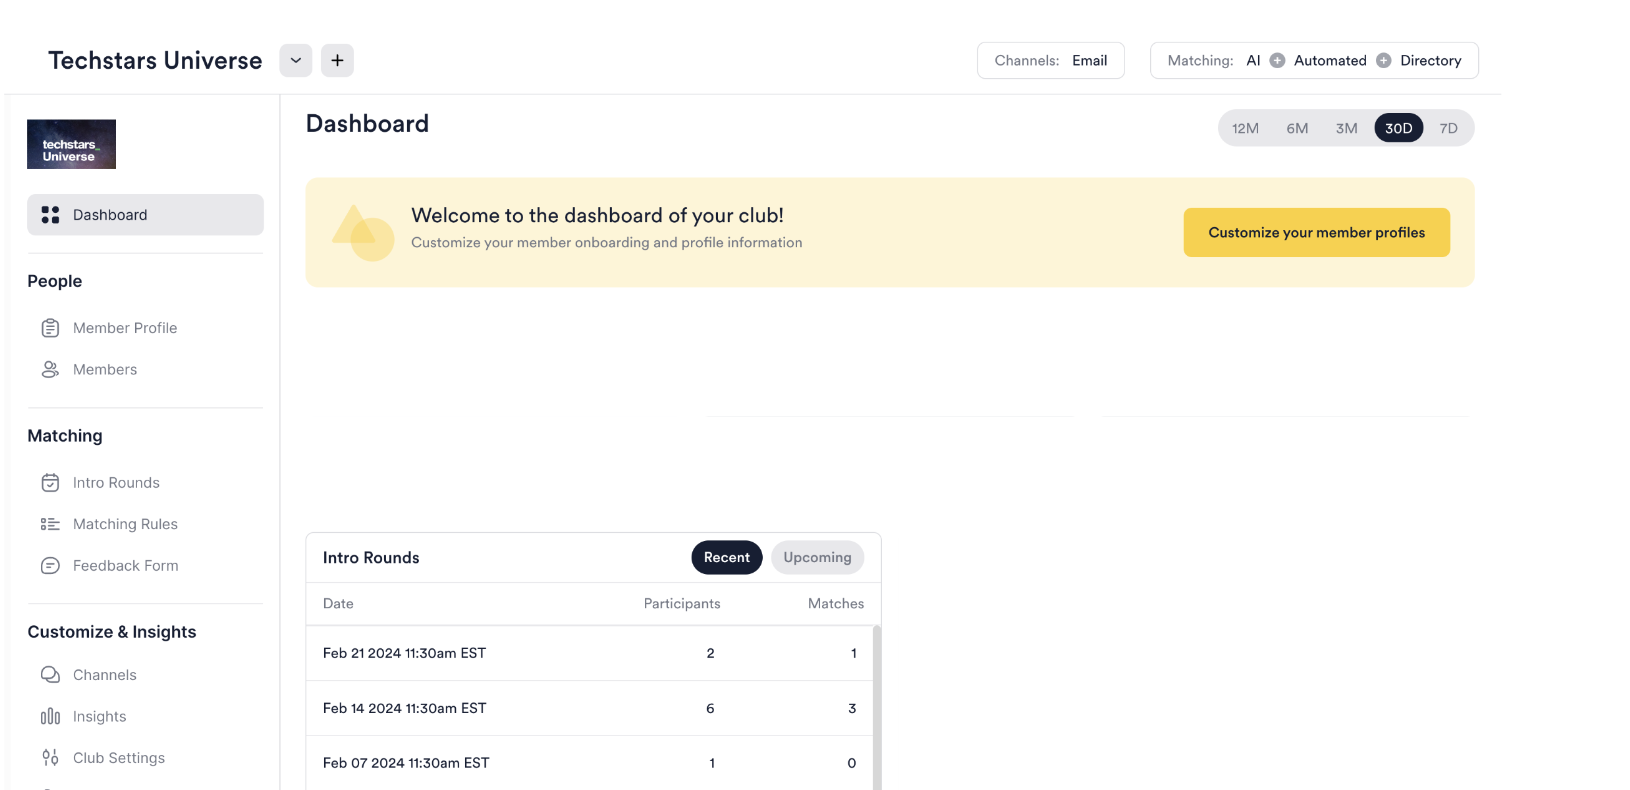 Techstars Universe
Channels: Email
Matching: AI + Automated + Directory
techstars_
Universe
Dashboard
12M 6M 3M 30D 7D
Welcome to the dashboard of your club!
Customize your member onboarding and profile information
Customize your member profiles
Dashboard
People
Member Profile
Members
Matching
Intro Rounds
Matching Rules
Feedback Form
Customize & Insights
Channels
Insights
Club Settings
Intro Rounds Recent Upcoming
Date Participants Matches
Feb 21 2024 11:30am EST 2 1
Feb 14 2024 11:30am EST 6 3
Feb 07 2024 11:30am EST 1 0